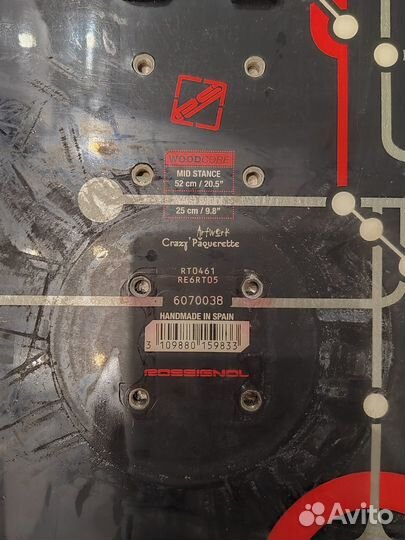 WOODCORE
MID STANCE
52 cm / 20.5"
25 cm / 9.8"
Artwork
Crazy Paquerette
RT0461
RE6RT05
6070038
HANDMADE IN SPAIN
3 109880 159833
ROSSIGNOL
Avito